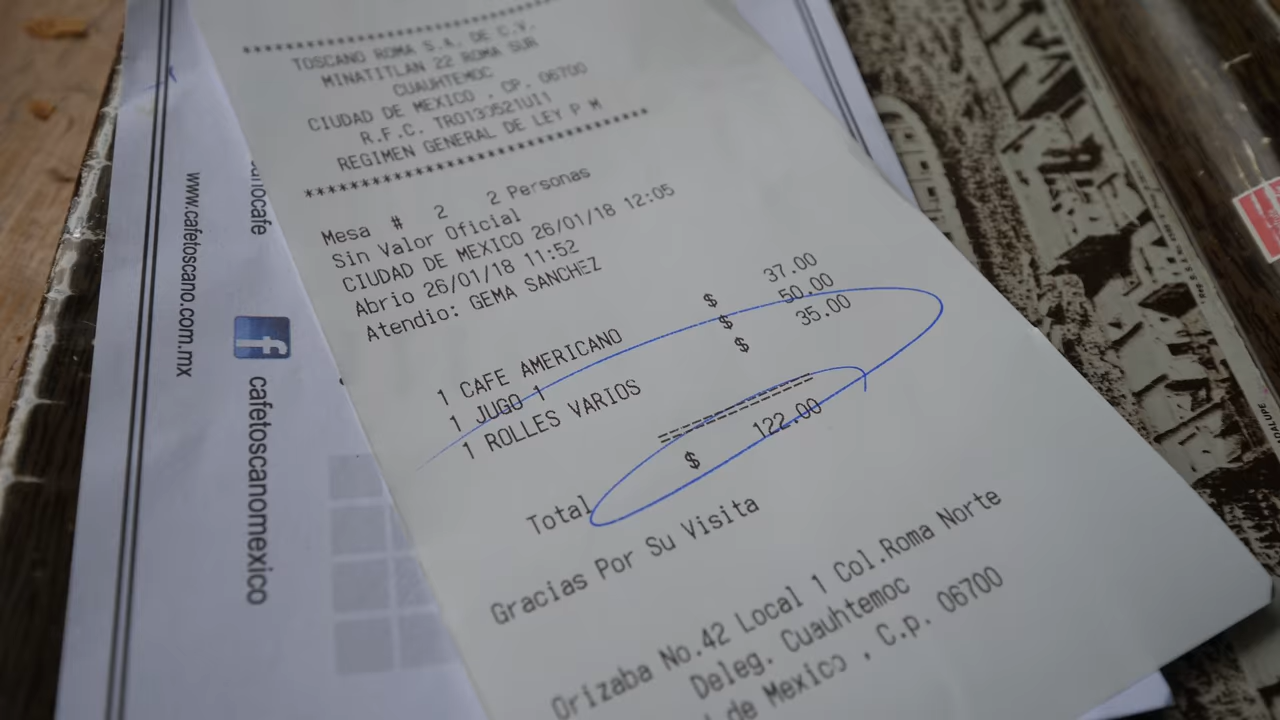 ************************************
TOSCANO ROMA S.A. DE C.V.
MINATITLAN 22 ROMA SUR
CUAUHTEMOC
CIUDAD DE MEXICO , CP. 06700
R.F.C. TRO130521UI1
REGIMEN GENERAL DE LEY P M
****************************************
Mesa # 2 2 Personas
Sin Valor Oficial
CIUDAD DE MEXICO 26/01/18 12:05
Abrio 26/01/18 11:52
Atendio: GEMA SANCHEZ
1 CAFE AMERICANO $ 37.00
1 JUGO 1 $ 50.00
1 ROLLES VARIOS $ 35.00
==============
Total $ 122.00
Gracias Por Su Visita
Orizaba No.42 Local 1 Col.Roma Norte
Deleg. Cuauhtemoc
de Mexico , C.p. 06700
www.cafetoscano.com.mx
cafetoscanomexico